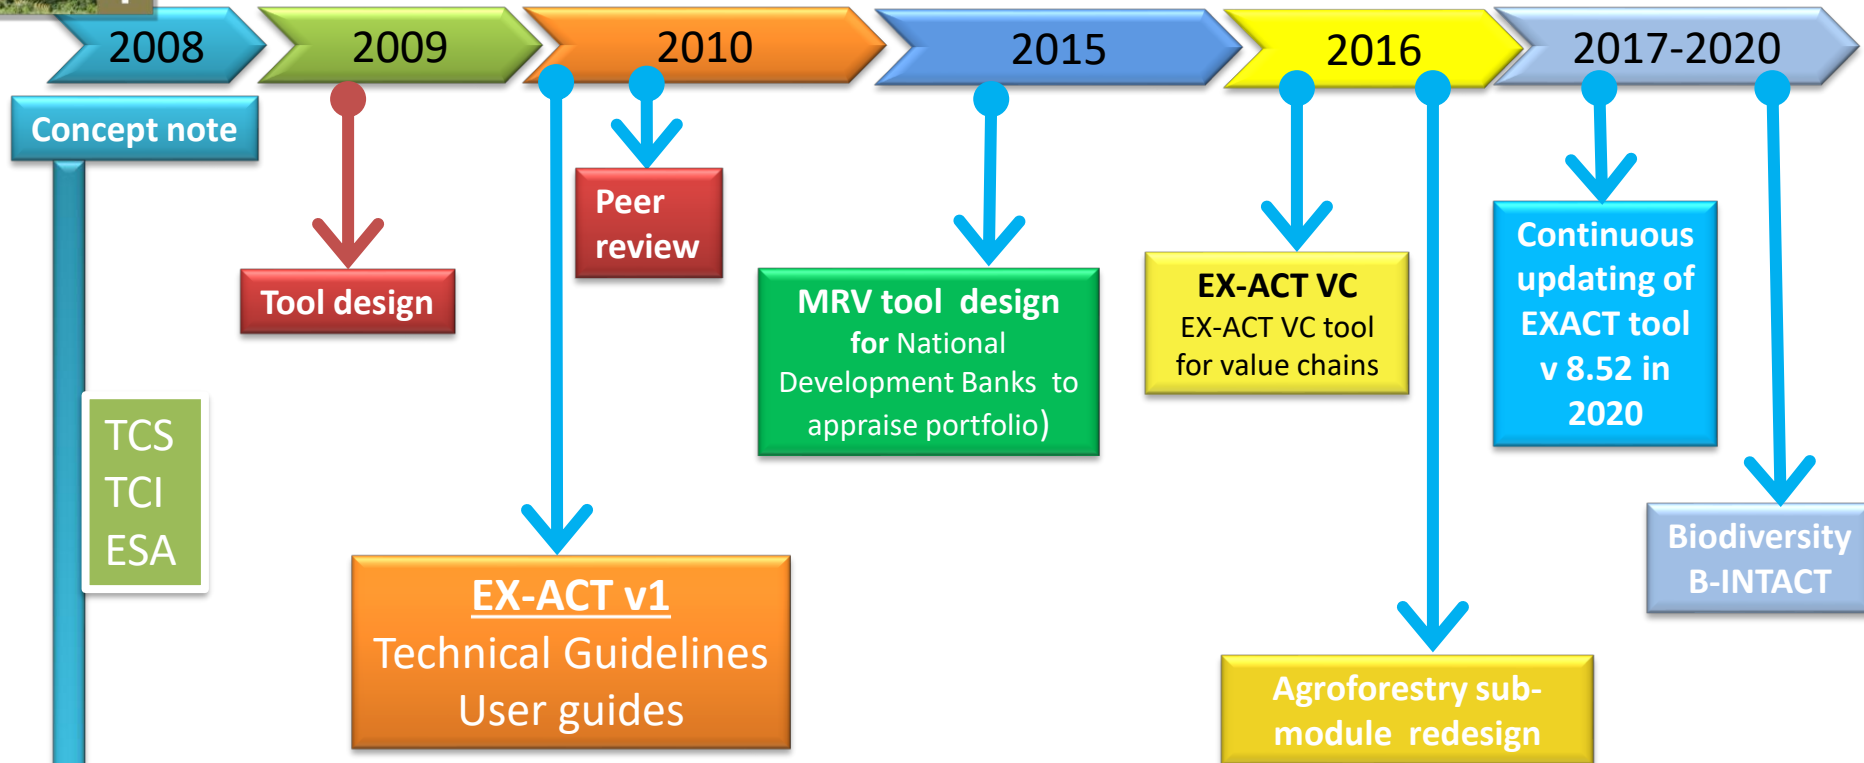 2008
2009
2010
2015
2016
2017-2020
Concept note
TCS
TCI
ESA
Tool design
EX-ACT v1
Technical Guidelines
User guides
Peer
review
MRV tool design
for National
Development Banks to
appraise portfolio)
EX-ACT VC
EX-ACT VC tool
for value chains
Agroforestry sub-
module redesign
Continuous
updating of
EXACT tool
v 8.52 in
2020
Biodiversity
B-INTACT